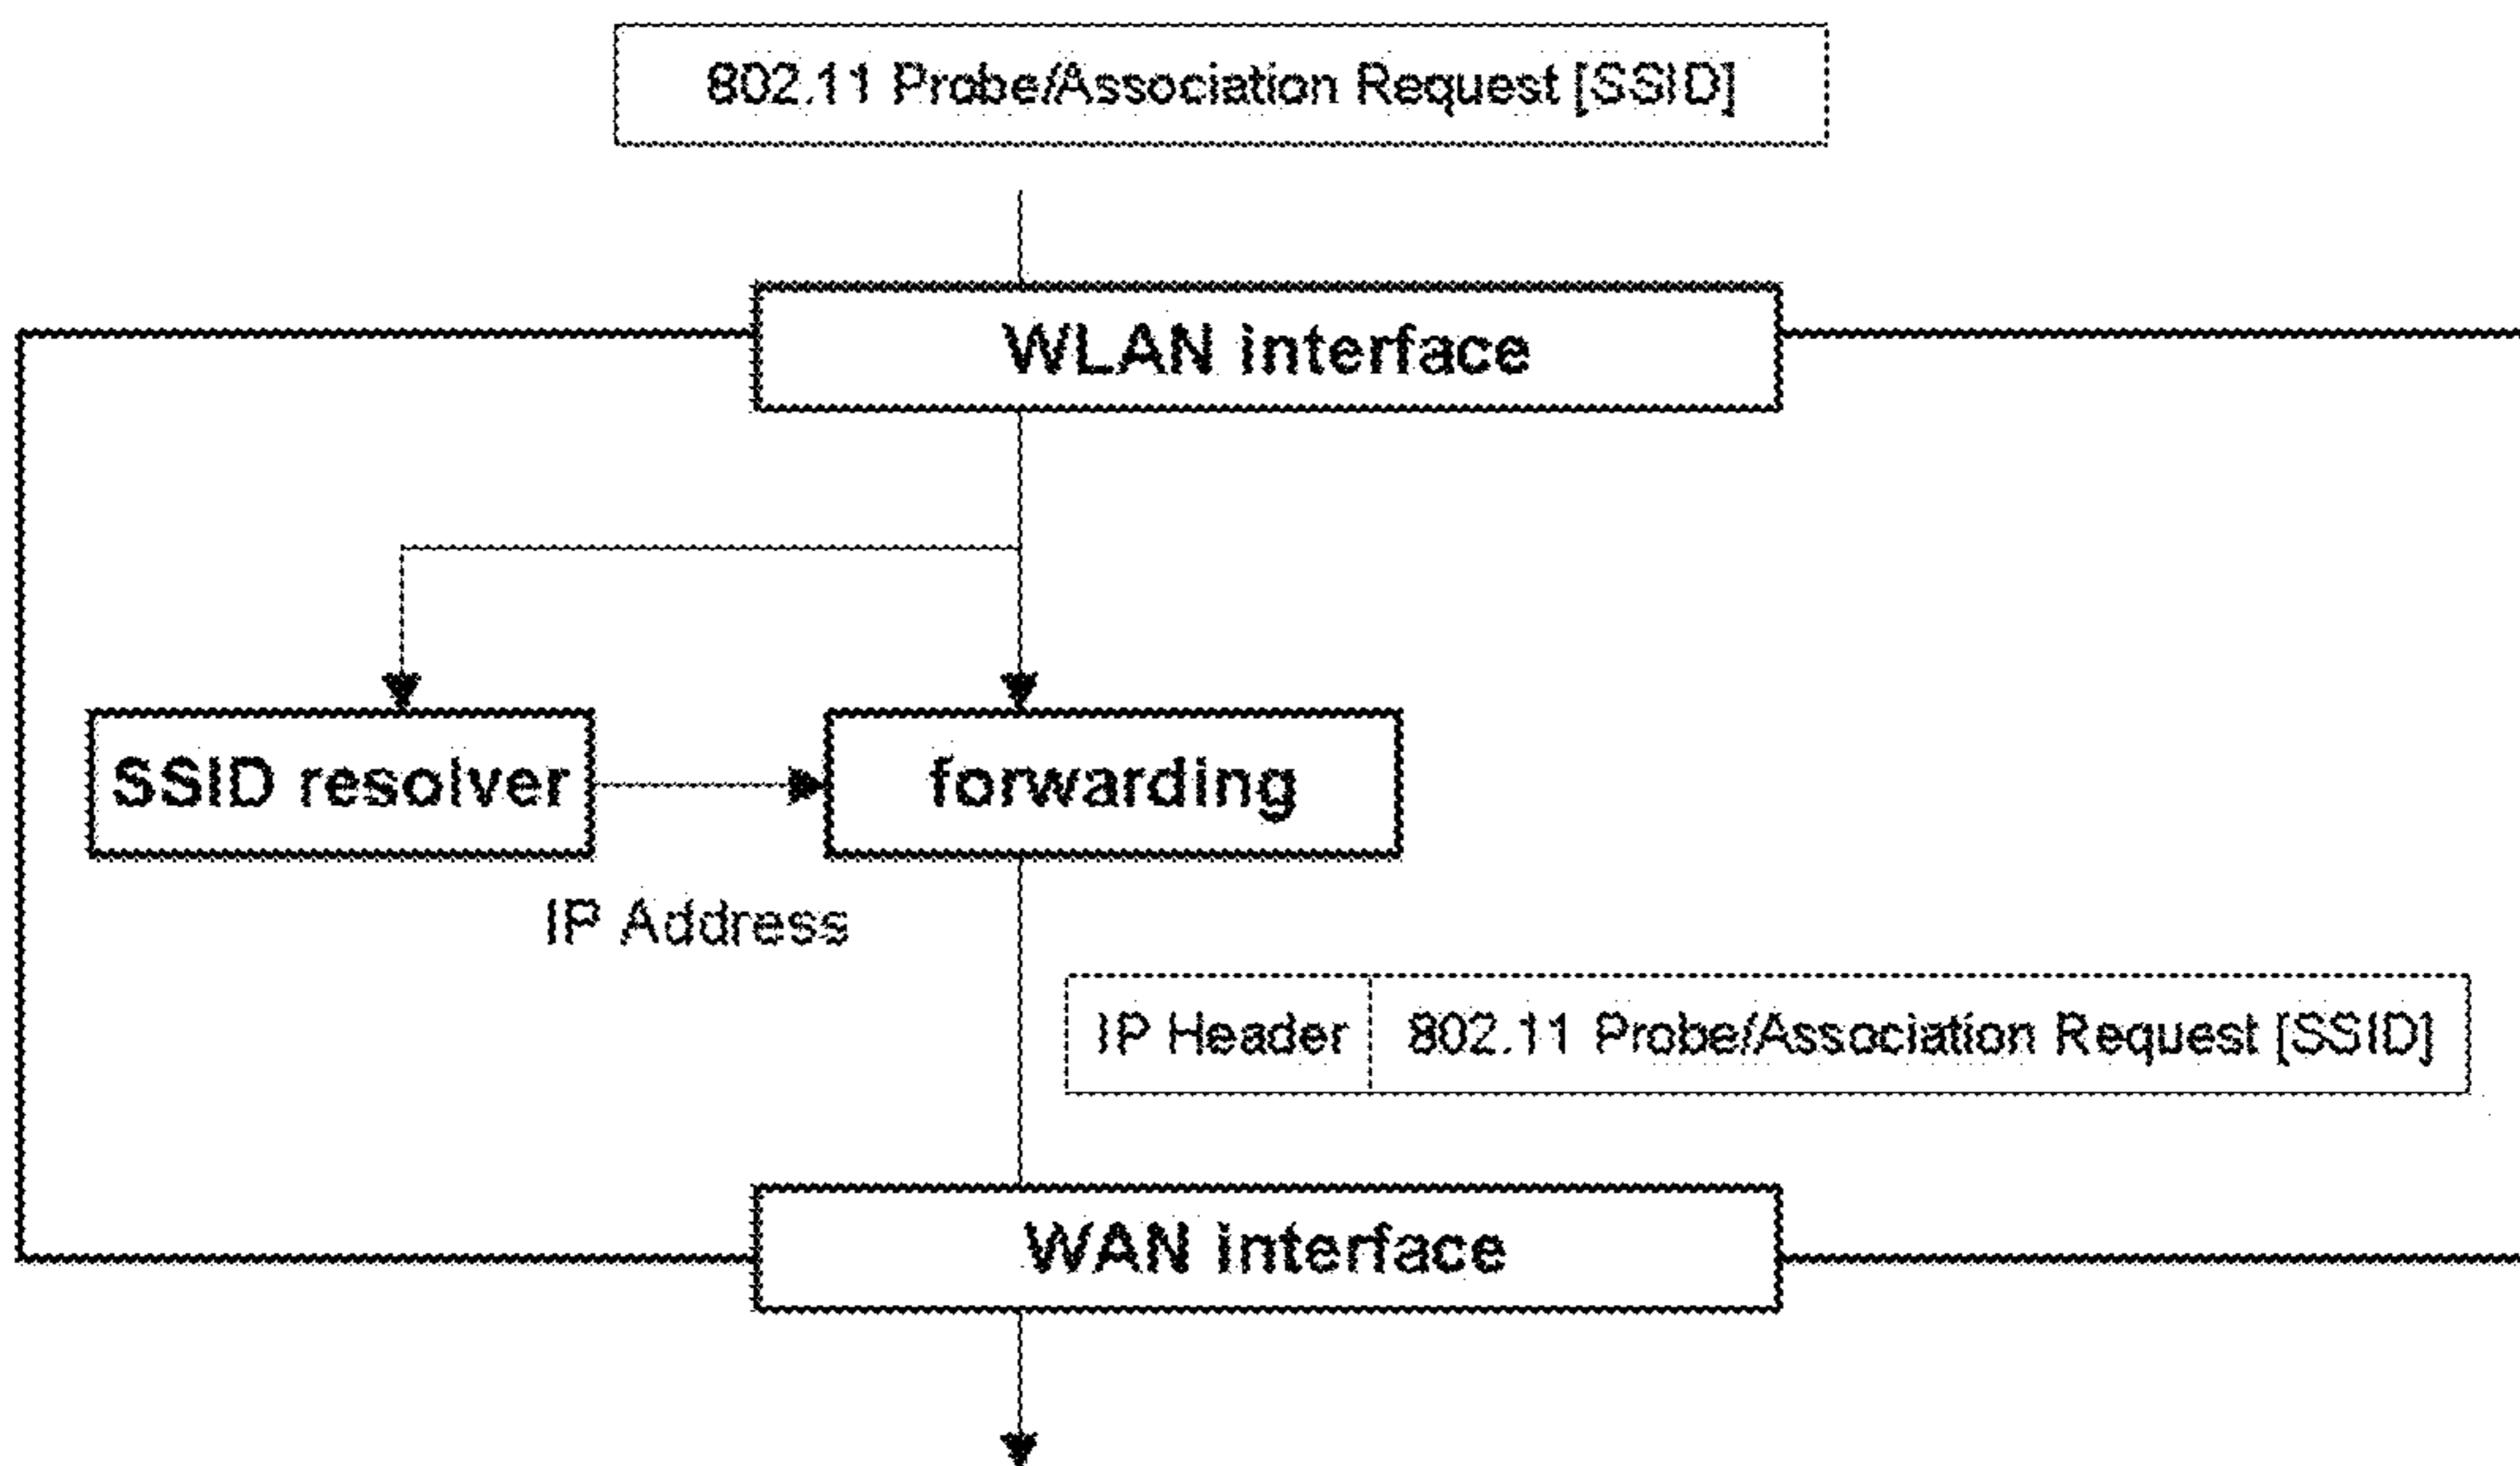 802.11 Probe/Association Request [SSID]
WLAN interface
SSID resolver
forwarding
IP Address
IP Header
802.11 Probe/Association Request [SSID]
WAN interface